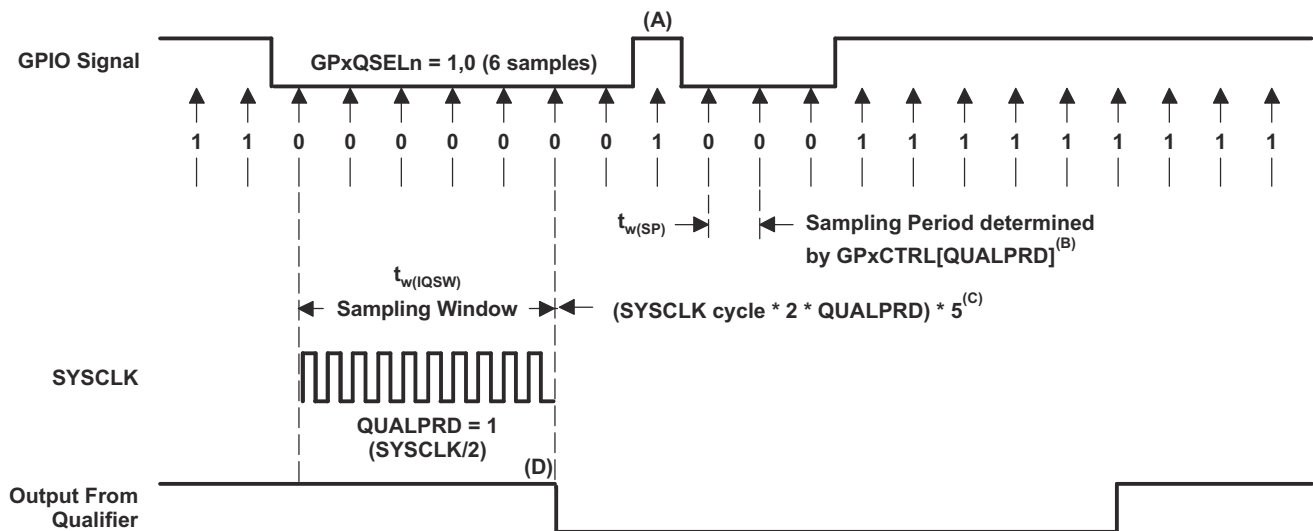 (A)
GPIO Signal
GPxQSELn = 1,0 (6 samples)
1 1 0 0 0 0 0 0 0 1 0 0 0 1 1 1 1 1 1 1 1 1
tw(SP)
Sampling Period determined
by GPxCTRL[QUALPRD](B)
tw(IQSW)
Sampling Window
(SYSCLK cycle * 2 * QUALPRD) * 5(C)
SYSCLK
QUALPRD = 1
(SYSCLK/2)
(D)
Output From
Qualifier